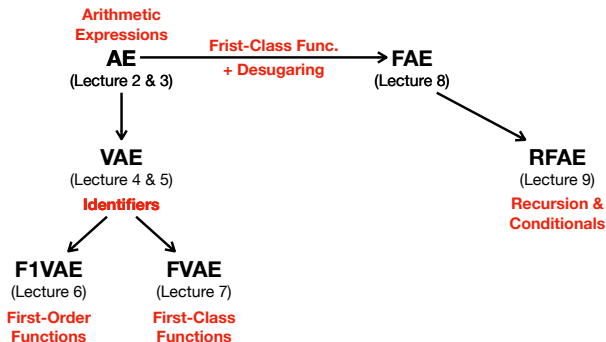 Arithmetic
Expressions
AE
(Lecture 2 & 3)
Frist-Class Func.
+ Desugaring
FAE
(Lecture 8)
VAE
(Lecture 4 & 5)
Identifiers
RFAE
(Lecture 9)
Recursion &
Conditionals
F1VAE
(Lecture 6)
First-Order
Functions
FVAE
(Lecture 7)
First-Class
Functions